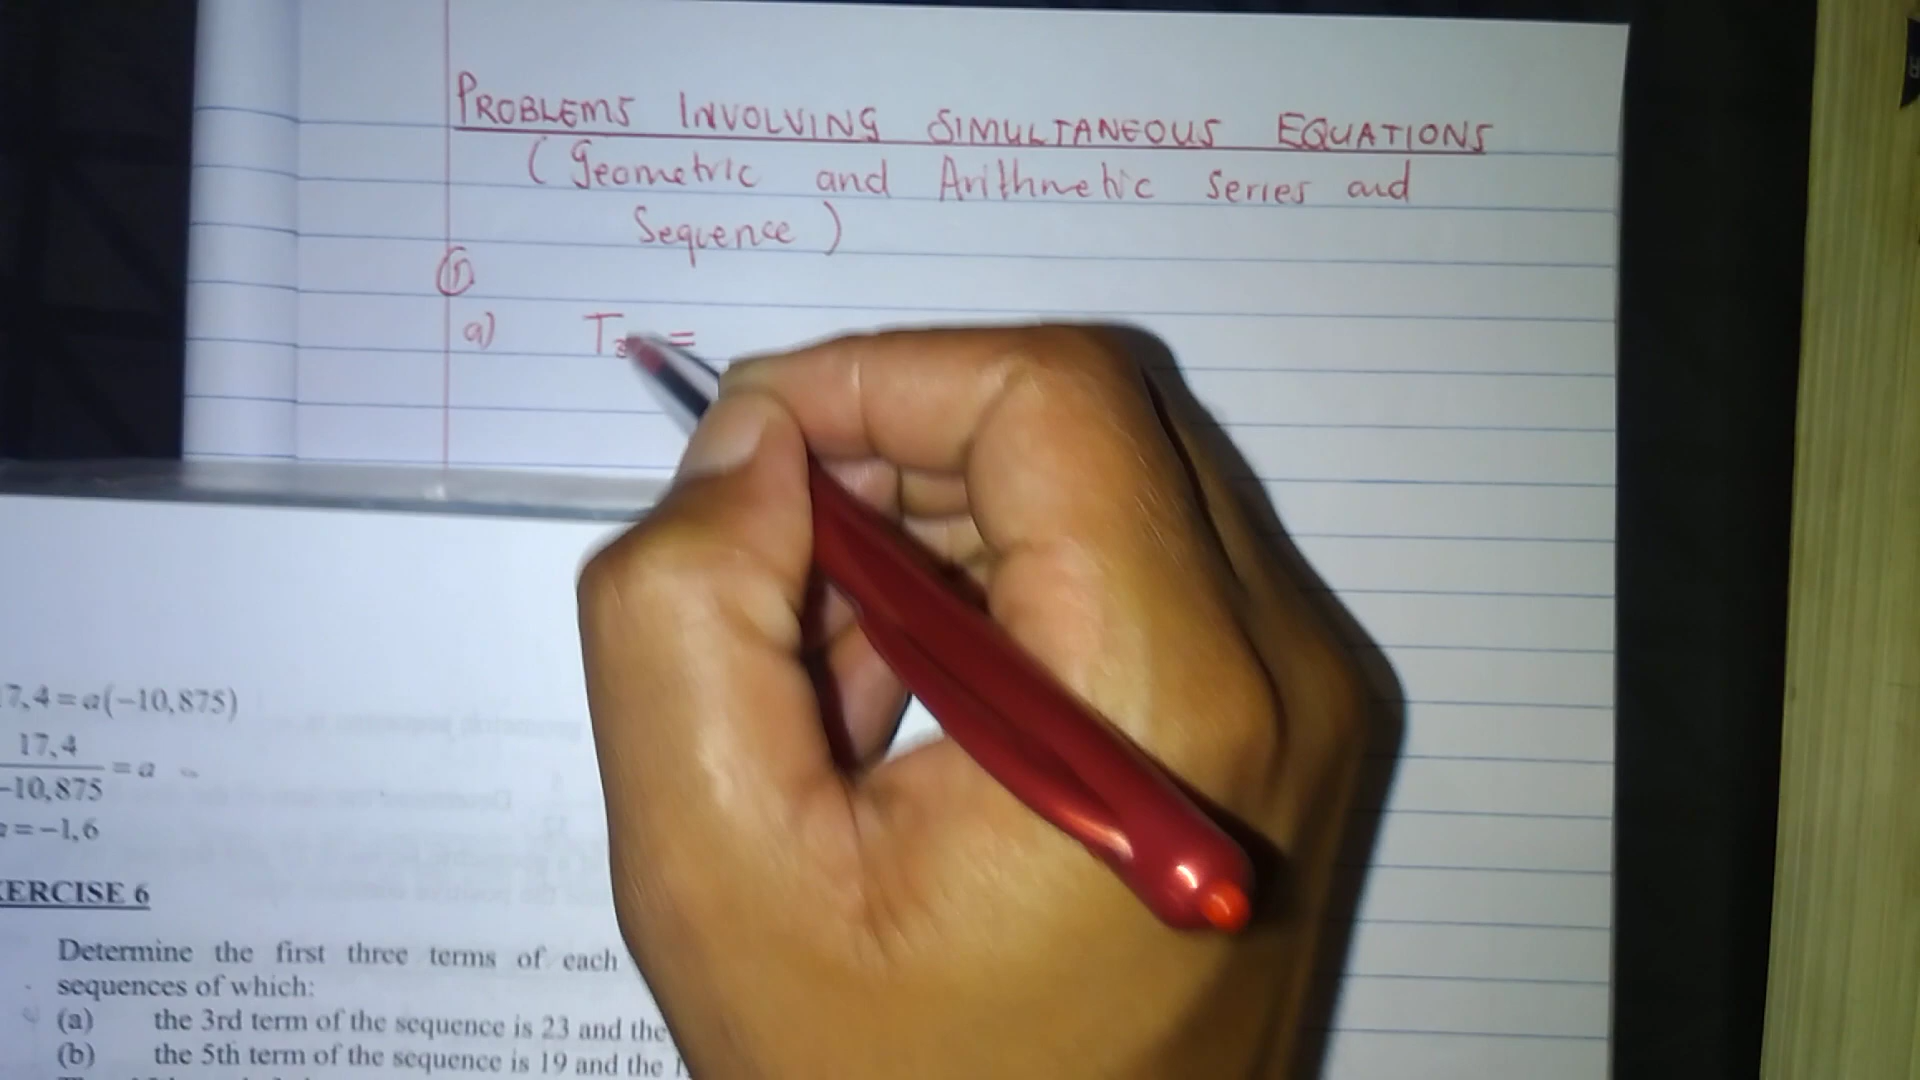 PROBLEMS INVOLVING SIMULTANEOUS EQUATIONS
(Geometric and Arithmetic series and
Sequence)
①
a) T3 =
7,4=a(−10,875)
17,4
−10,875
=a
=−1,6
ERCISE 6
Determine the first three terms of each
sequences of which:
(a) the 3rd term of the sequence is 23 and the
(b) the 5th term of the sequence is 19 and the 1